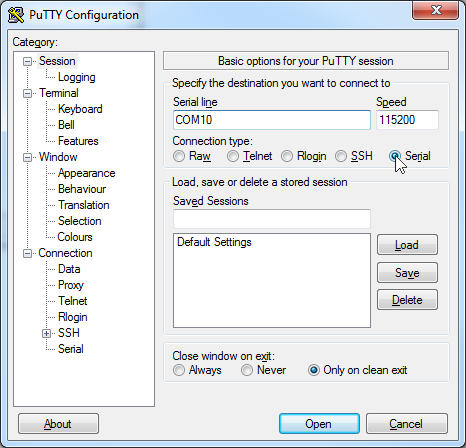 PuTTY Configuration
Category:
Session
Logging
Terminal
Keyboard
Bell
Features
Window
Appearance
Behaviour
Translation
Selection
Colours
Connection
Data
Proxy
Telnet
Rlogin
SSH
Serial
Basic options for your PuTTY session
Specify the destination you want to connect to
Serial line Speed
COM10 115200
Connection type:
Raw Telnet Rlogin SSH Serial
Load, save or delete a stored session
Saved Sessions
Default Settings
Load
Save
Delete
Close window on exit:
Always Never Only on clean exit
About Open Cancel